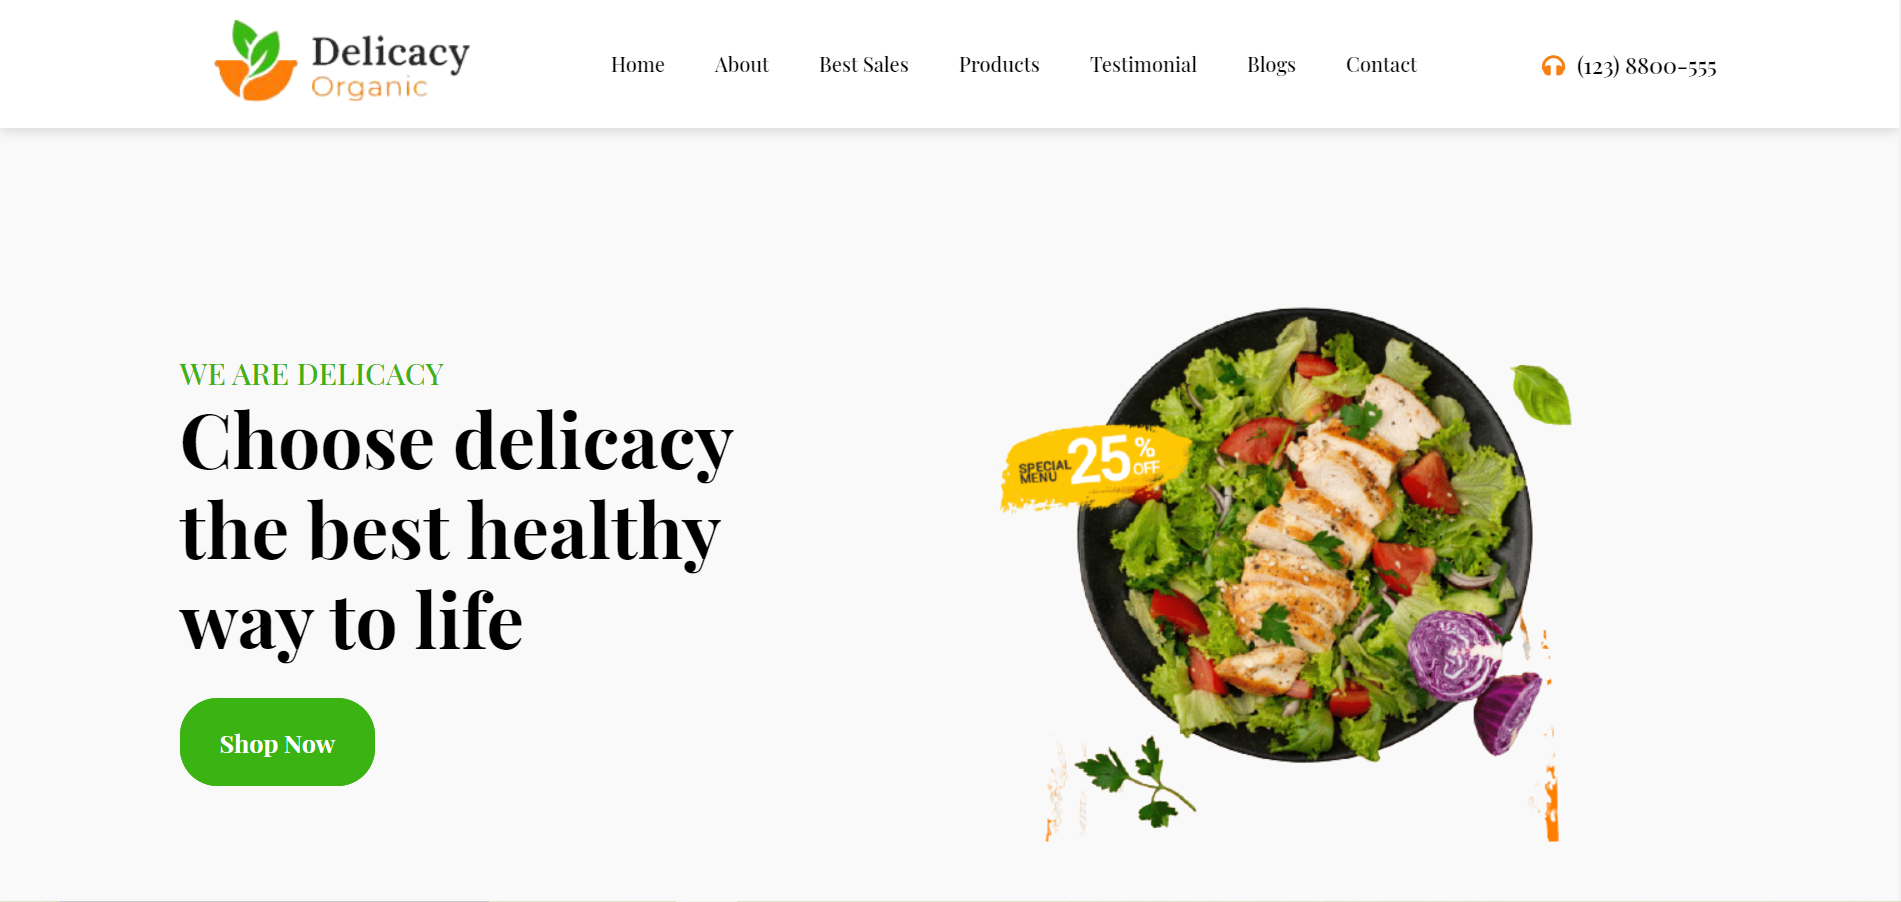 Delicacy
Organic
Home
About
Best Sales
Products
Testimonial
Blogs
Contact
(123) 8800-555
WE ARE DELICACY
Choose delicacy
the best healthy
way to life
Shop Now
SPECIAL
MENU
25
%
OFF